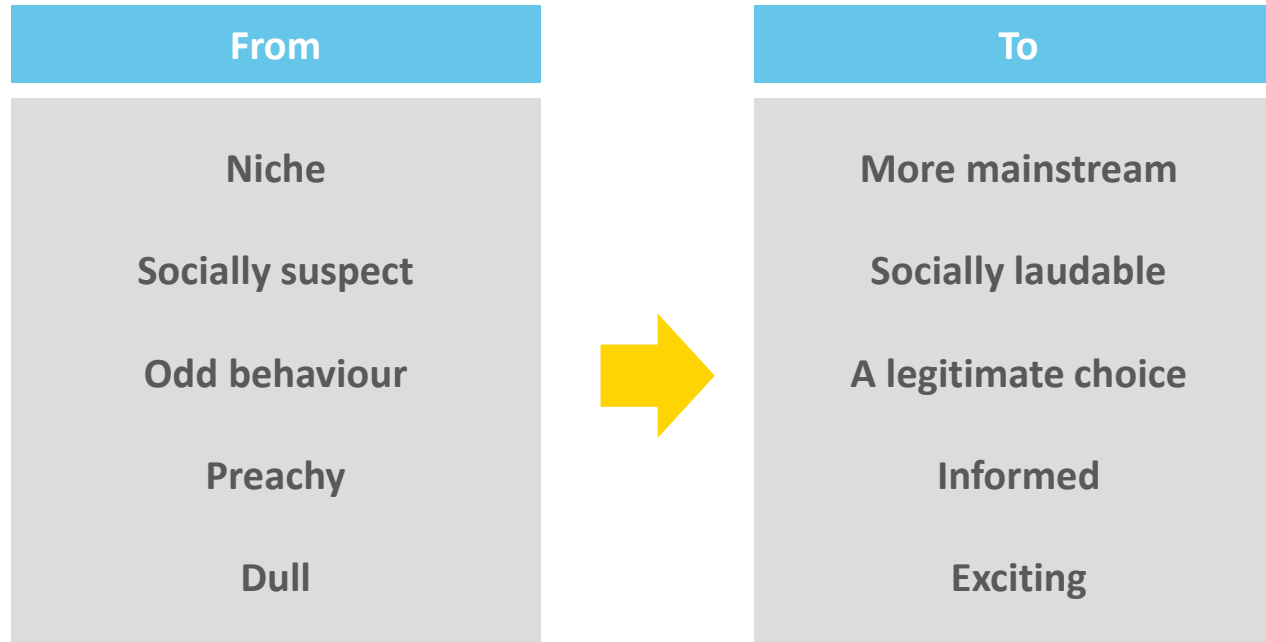 From
To
Niche
More mainstream
Socially suspect
Socially laudable
Odd behaviour
A legitimate choice
Preachy
Informed
Dull
Exciting